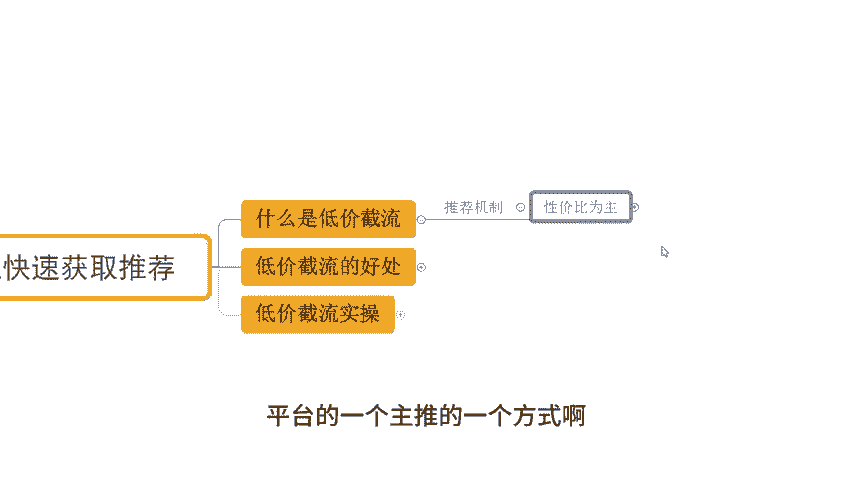 什么是低价截流
推荐机制
性价比为主
快速获取推荐
低价截流的好处
低价截流实操
平台的一个主推的一个方式啊